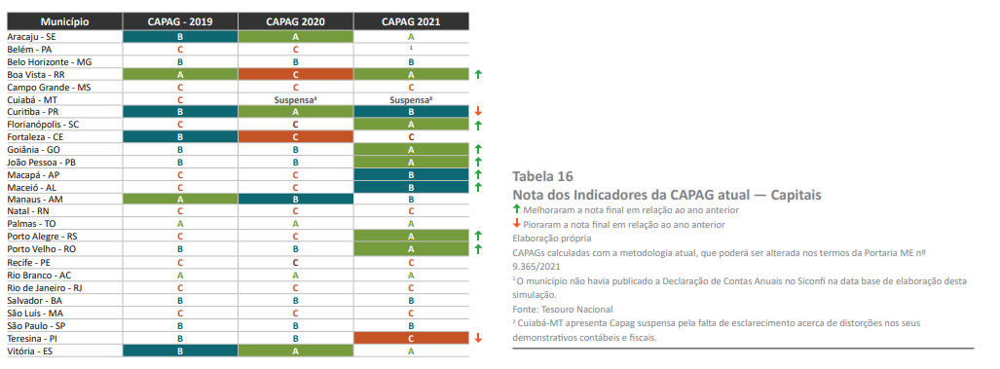 Município CAPAG - 2019 CAPAG 2020 CAPAG 2021
Aracaju - SE B A A
Belém - PA C C ¹
Belo Horizonte - MG B B B
Boa Vista - RR A C A
Campo Grande - MS C C C
Cuiabá - MT C Suspensa² Suspensa²
Curitiba - PR B A B
Florianópolis - SC C C A
Fortaleza - CE B C C
Goiânia - GO B B A
João Pessoa - PB B B A
Macapá - AP C C B
Maceió - AL C C B
Manaus - AM A B B
Natal - RN C C C
Palmas - TO A A A
Porto Alegre - RS C C A
Porto Velho - RO B B A
Recife - PE C C C
Rio Branco - AC A A A
Rio de Janeiro - RJ C C C
Salvador - BA B B B
São Luís - MA C C C
São Paulo - SP B B B
Teresina - PI B B C
Vitória - ES B A A
Tabela 16
Nota dos Indicadores da CAPAG atual — Capitais
Melhoraram a nota final em relação ao ano anterior
Pioraram a nota final em relação ao ano anterior
Elaboração própria
CAPAGs calculadas com a metodologia atual, que poderá ser alterada nos termos da Portaria ME nº
9.365/2021
¹ O município não havia publicado a Declaração de Contas Anuais no Siconfi na data base de elaboração desta
simulação.
Fonte: Tesouro Nacional
² Cuiabá-MT apresenta Capag suspensa pela falta de esclarecimento acerca de distorções nos seus
demonstrativos contábeis e fiscais.